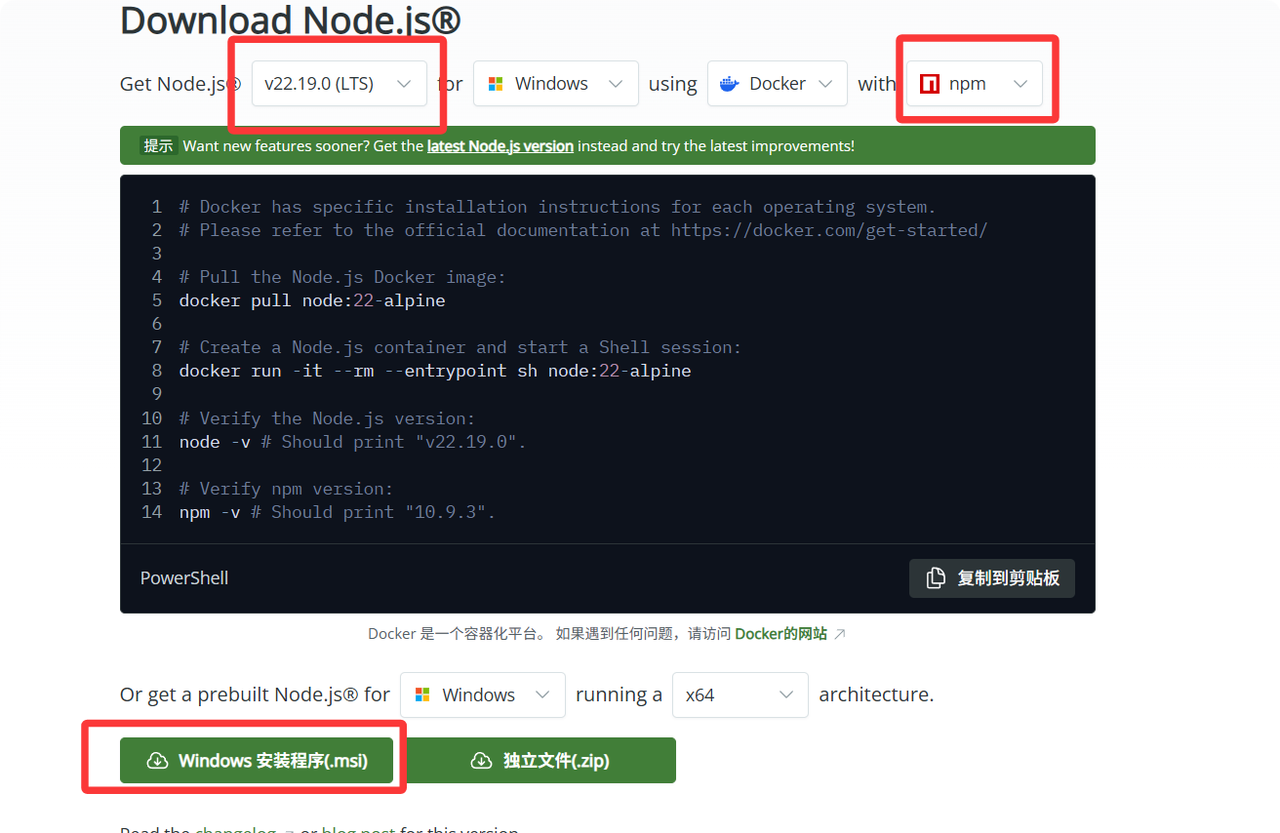 Download Node.js®
Get Node.js® v22.19.0 (LTS) for Windows using Docker with npm
提示 Want new features sooner? Get the latest Node.js version instead and try the latest improvements!
1 # Docker has specific installation instructions for each operating system.
2 # Please refer to the official documentation at https://docker.com/get-started/
3
4 # Pull the Node.js Docker image:
5 docker pull node:22-alpine
6
7 # Create a Node.js container and start a Shell session:
8 docker run -it --rm --entrypoint sh node:22-alpine
9
10 # Verify the Node.js version:
11 node -v # Should print "v22.19.0".
12
13 # Verify npm version:
14 npm -v # Should print "10.9.3".
PowerShell 复制到剪贴板
Docker 是一个容器化平台。 如果遇到任何问题，请访问 Docker的网站
Or get a prebuilt Node.js® for Windows running a x64 architecture.
Windows 安装程序(.msi) 独立文件(.zip)
Read the changelog or blog post for this version